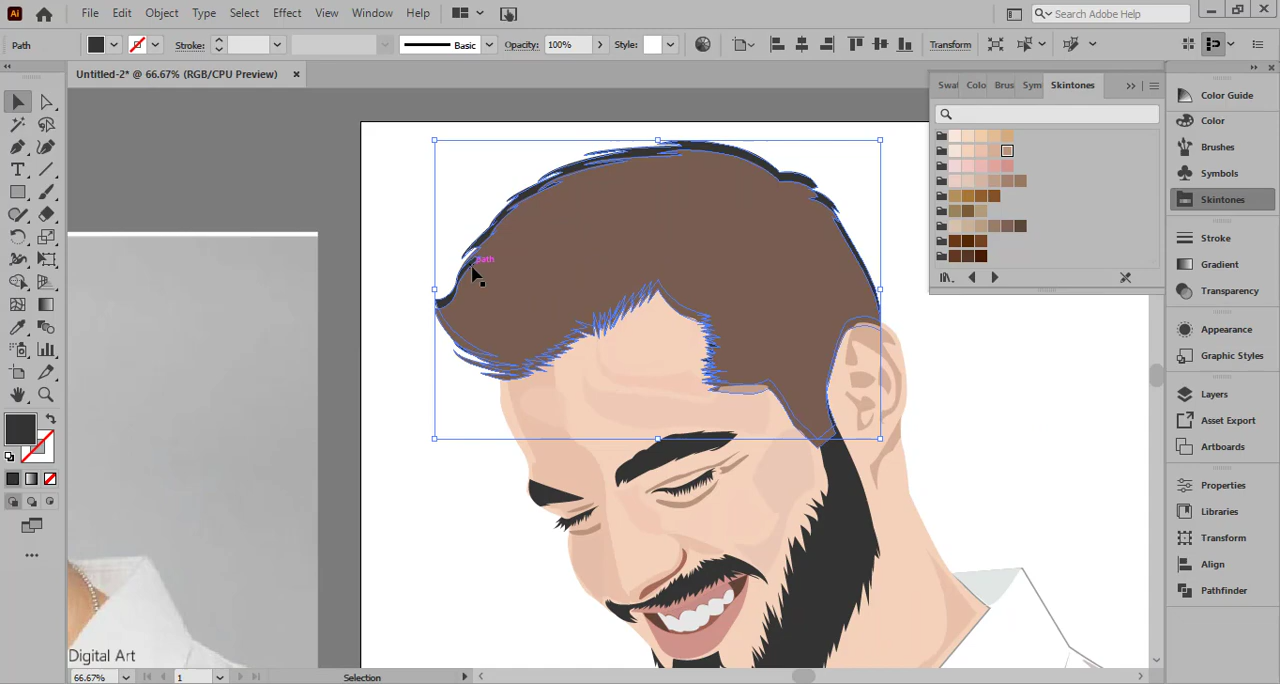 Ai
File Edit Object Type Select Effect View Window Help
Search Adobe Help
Path
Stroke:
Basic
Opacity: 100%
Style:
Transform
Untitled-2* @ 66.67% (RGB/CPU Preview)
Swat Colo Brus Sym Skintones
Color Guide
Color
Brushes
Symbols
Skintones
Stroke
Gradient
Transparency
Appearance
Graphic Styles
Layers
Asset Export
Artboards
Properties
Libraries
Transform
Align
Pathfinder
path
Digital Art
66.67%
1
Selection